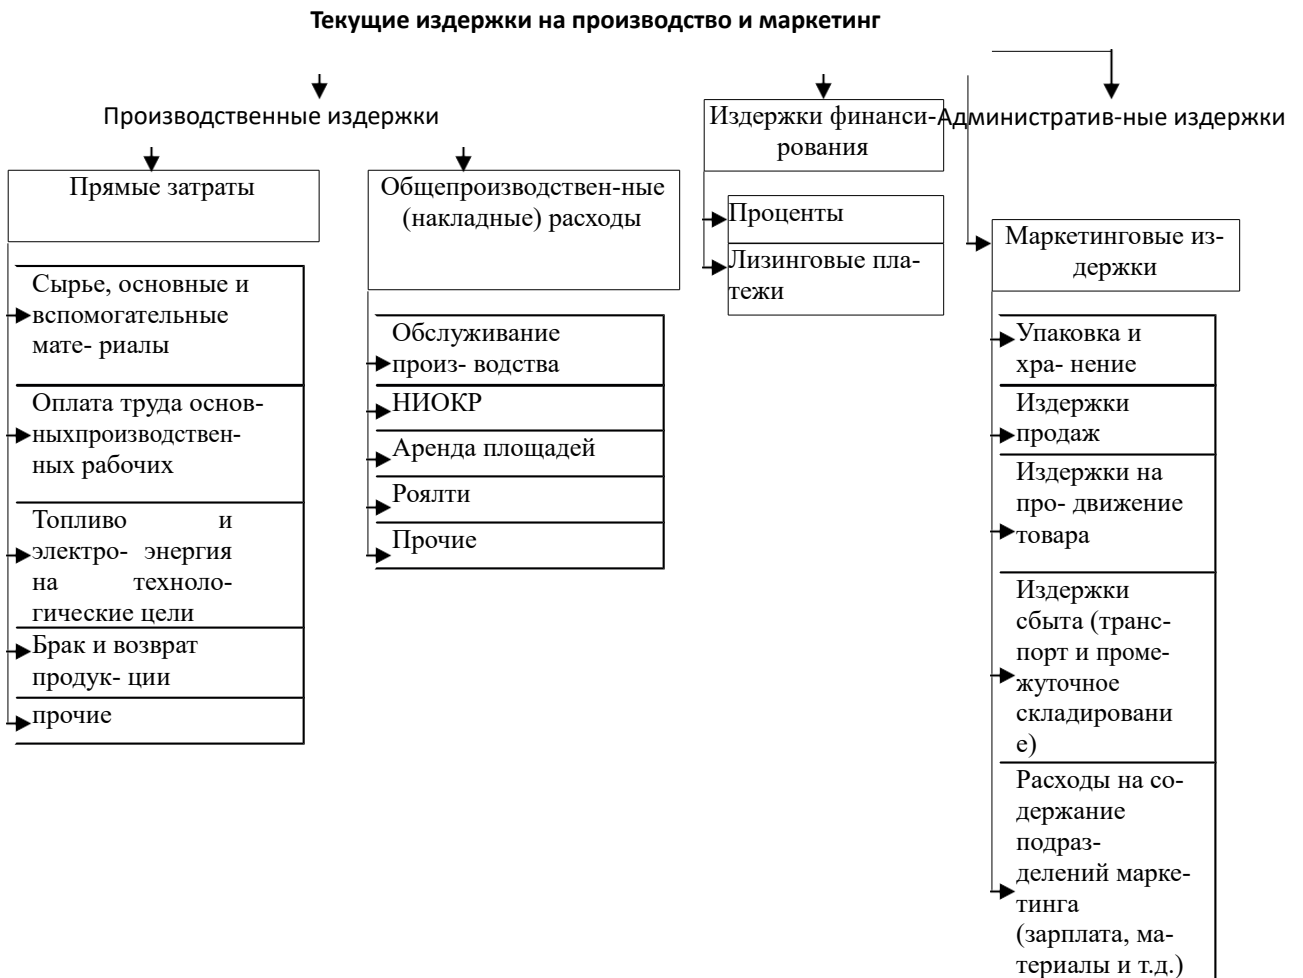 Текущие издержки на производство и маркетинг
Производственные издержки
Издержки финанси-
рования
Административ-ные издержки
Прямые затраты
Общепроизводствен-ные
(накладные) расходы
Проценты
Лизинговые пла-
тежи
Маркетинговые из-
держки
Сырье, основные и
вспомогательные
мате- риалы
Оплата труда основ-
ныхпроизводствен-
ных рабочих
Топливо и
электро- энергия
на техноло-
гические цели
Брак и возврат
продук- ции
прочие
Обслуживание
произ- водства
НИОКР
Аренда площадей
Роялти
Прочие
Упаковка и
хра- нение
Издержки
продаж
Издержки на
про- движение
товара
Издержки
сбыта (транс-
порт и проме-
жуточное
складировани
е)
Расходы на со-
держание
подраз-
делений марке-
тинга
(зарплата, ма-
териалы и т.д.)